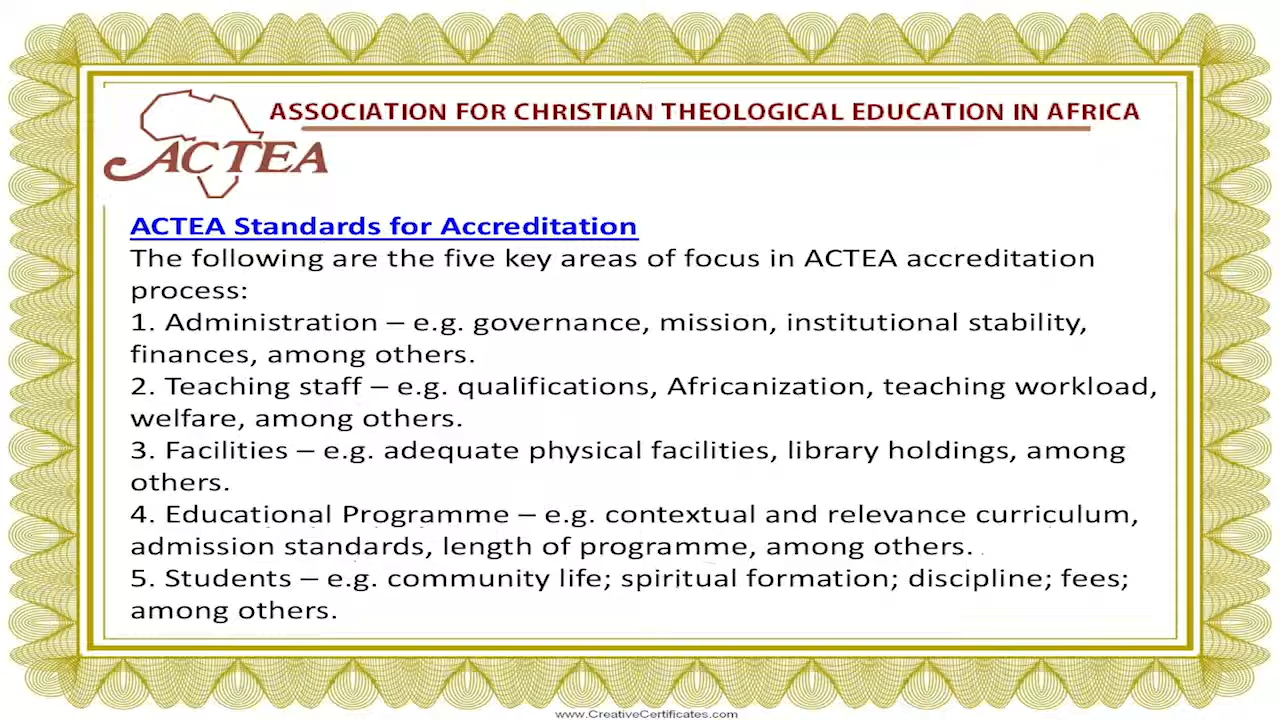 ASSOCIATION FOR CHRISTIAN THEOLOGICAL EDUCATION IN AFRICA
ACTEA
ACTEA Standards for Accreditation
The following are the five key areas of focus in ACTEA accreditation
process:
1. Administration – e.g. governance, mission, institutional stability,
finances, among others.
2. Teaching staff – e.g. qualifications, Africanization, teaching workload,
welfare, among others.
3. Facilities – e.g. adequate physical facilities, library holdings, among
others.
4. Educational Programme – e.g. contextual and relevance curriculum,
admission standards, length of programme, among others.
5. Students – e.g. community life; spiritual formation; discipline; fees;
among others.
www.CreativeCertificates.com